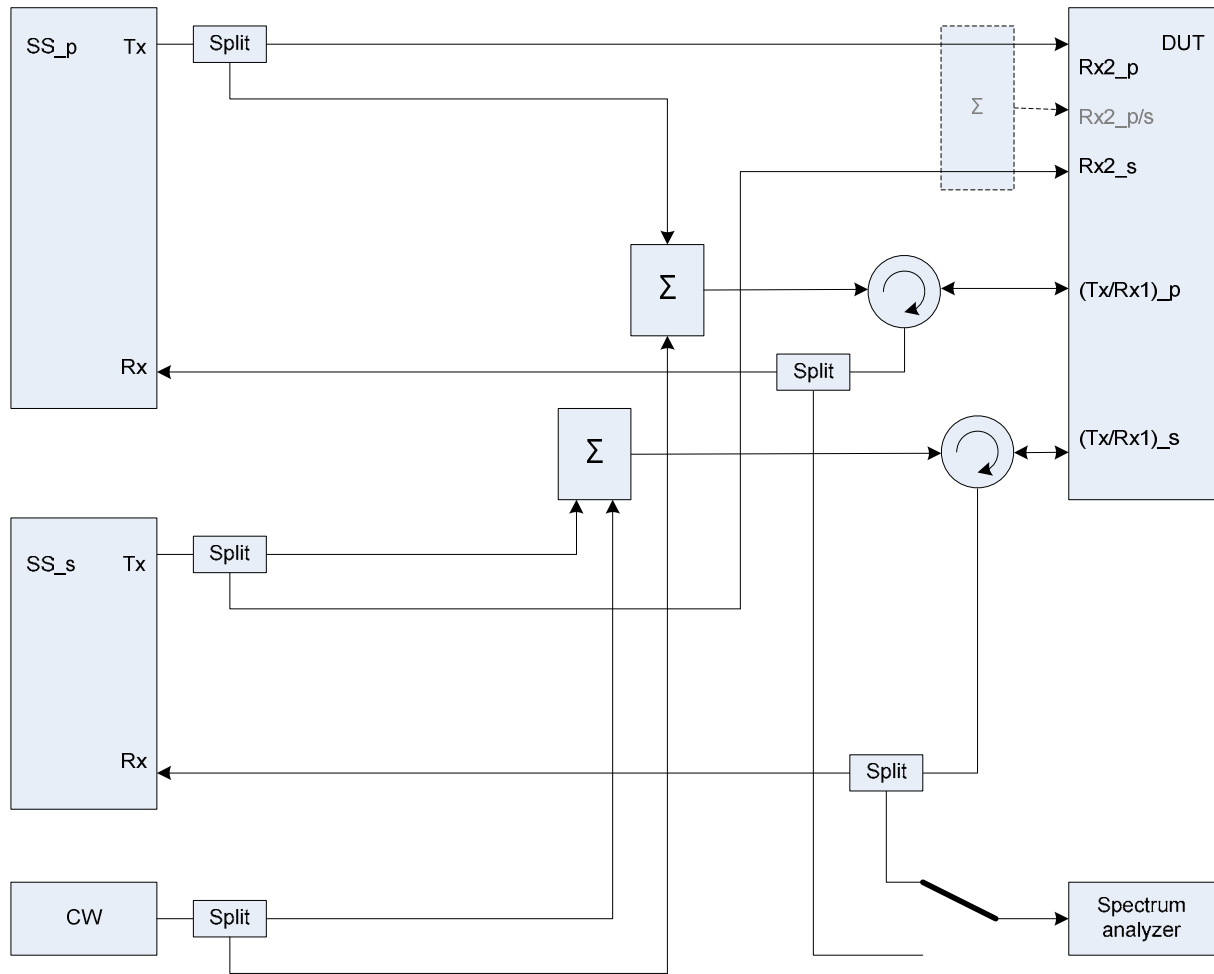 SS_p
Tx
Split
DUT
Rx2_p
Σ
Rx2_p/s
Rx2_s
Σ
(Tx/Rx1)_p
Rx
Split
Σ
(Tx/Rx1)_s
SS_s
Tx
Split
Rx
Split
CW
Split
Spectrum
analyzer